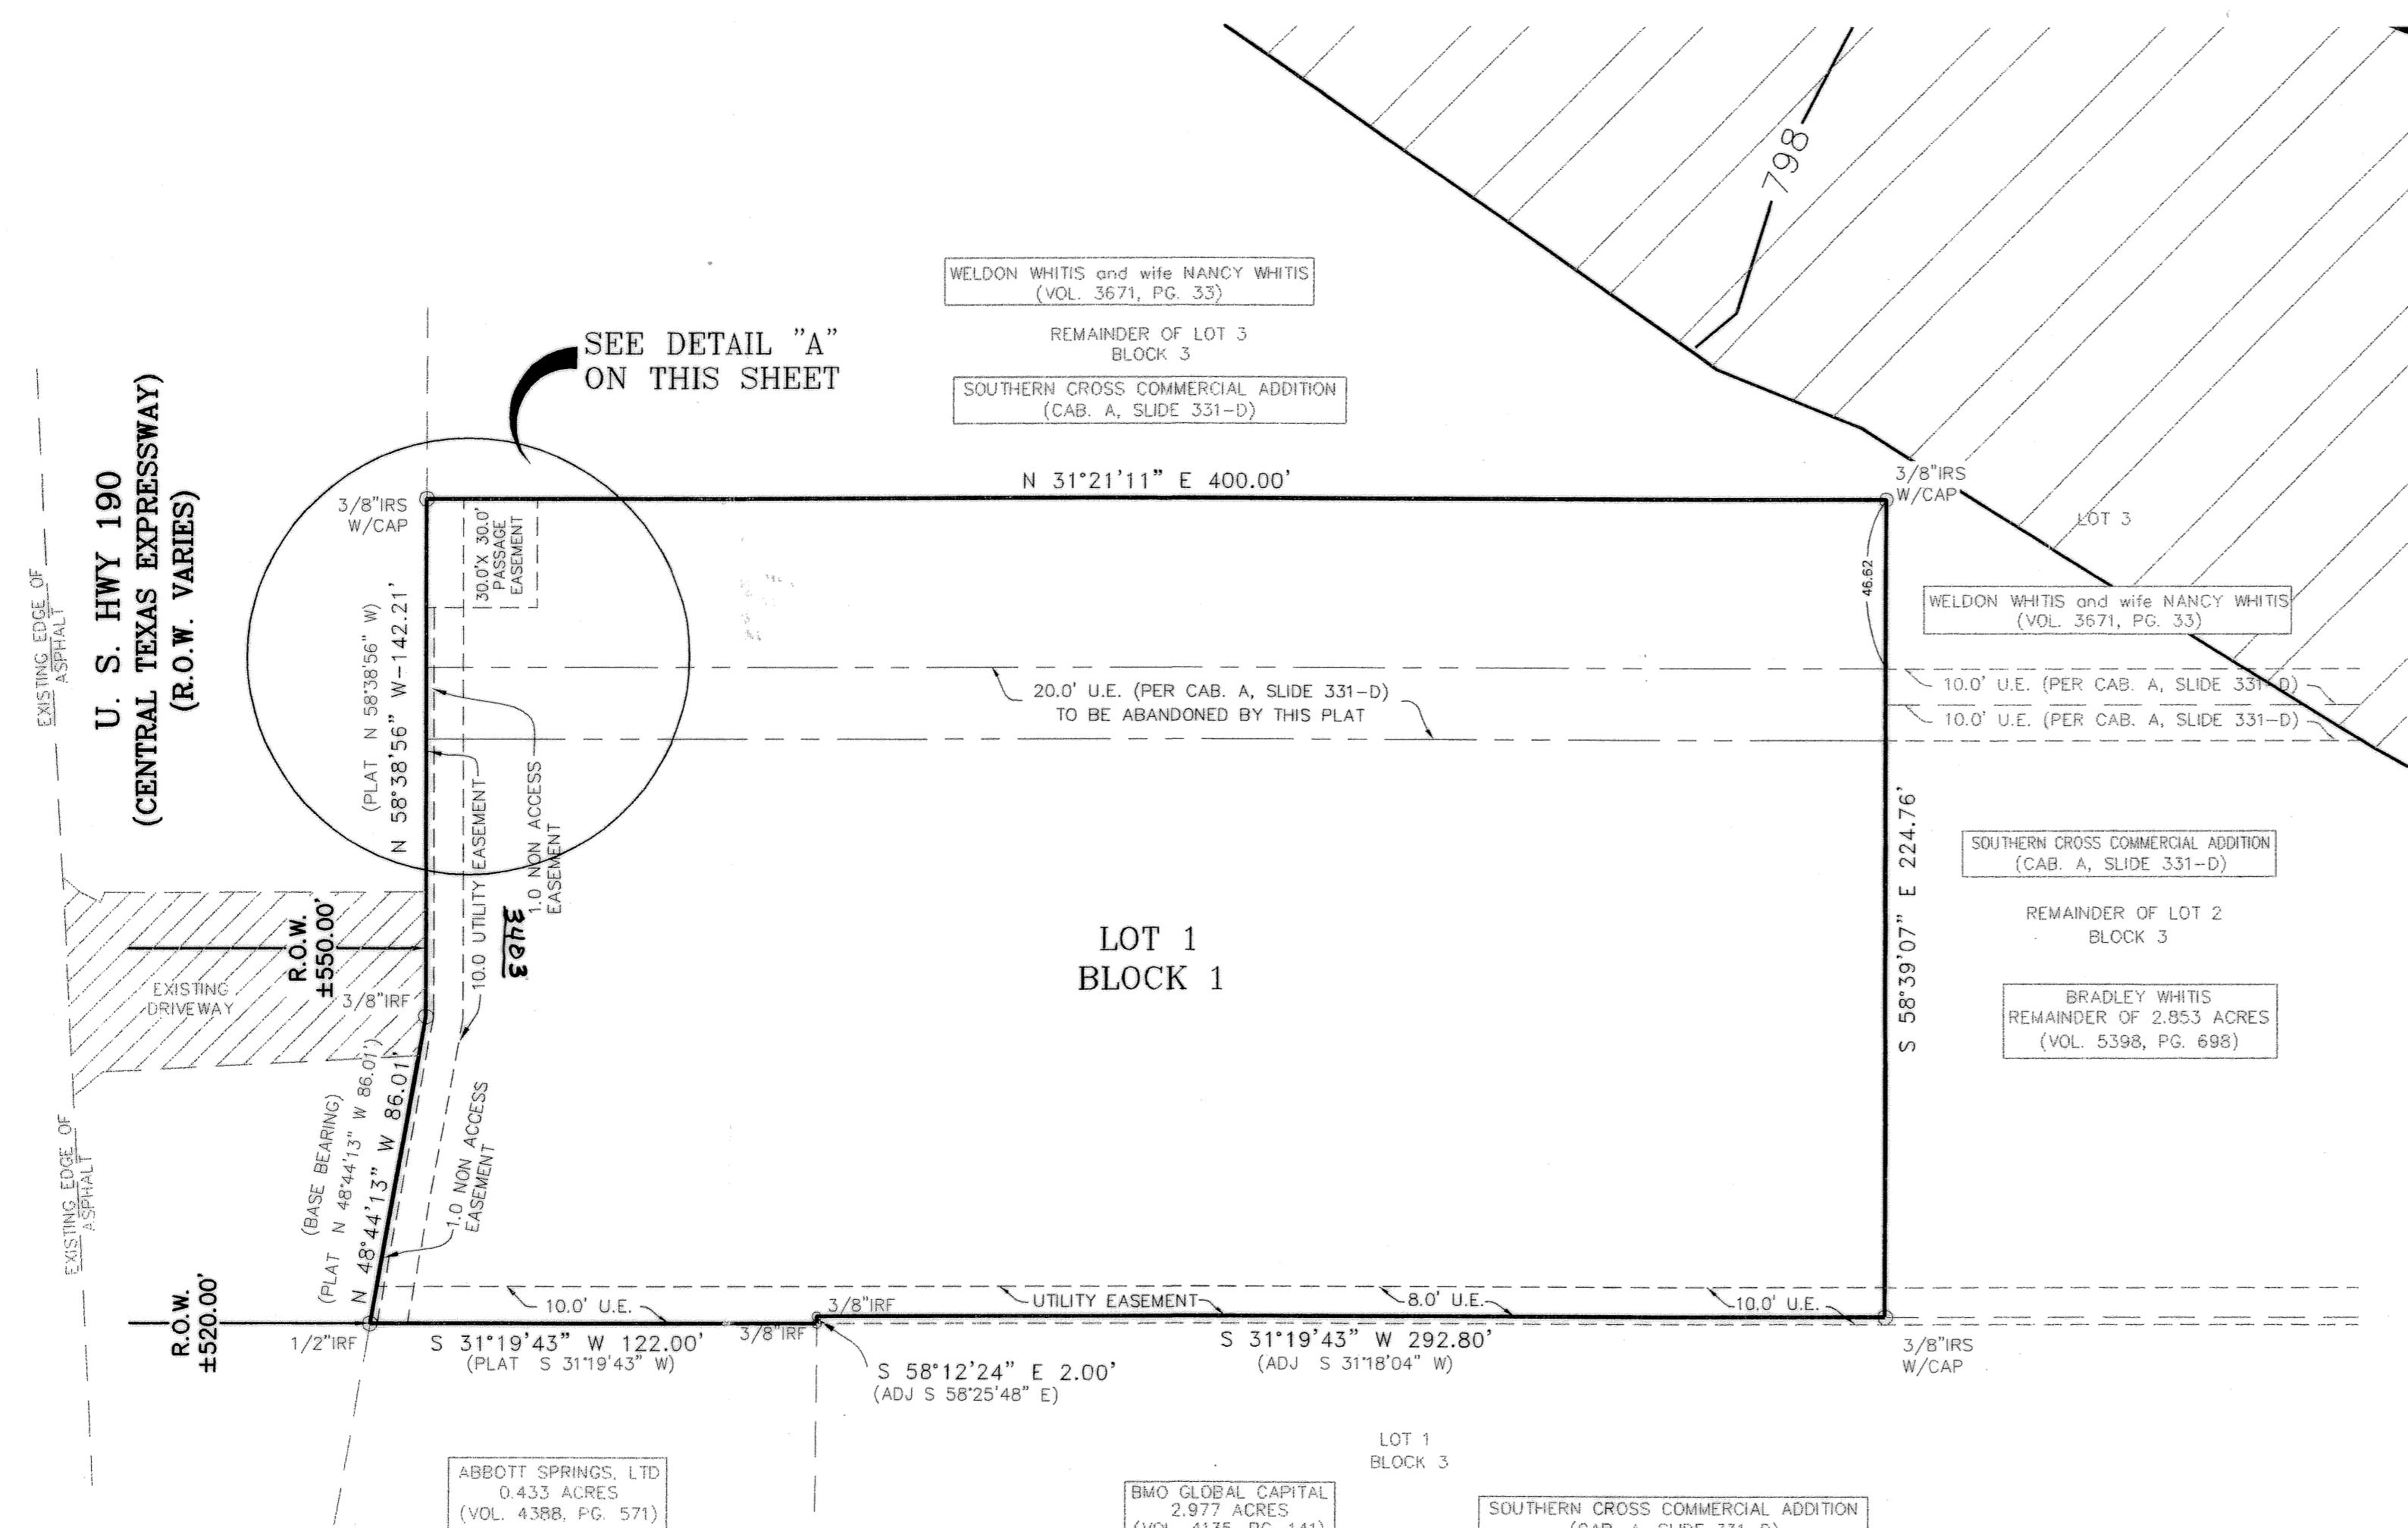 798
WELDON WHITIS and wife NANCY WHITIS
(VOL. 3671, PG. 33)
REMAINDER OF LOT 3
BLOCK 3
SOUTHERN CROSS COMMERCIAL ADDITION
(CAB. A, SLIDE 331-D)
SEE DETAIL "A"
ON THIS SHEET
U. S. HWY 190
(CENTRAL TEXAS EXPRESSWAY)
(R.O.W. VARIES)
EXISTING EDGE OF
ASPHALT
N 31°21'11" E 400.00'
3/8"IRS
W/CAP
3/8"IRS
W/CAP
LOT 3
30.0'X 30.0'
PASSAGE
EASEMENT
46.62
(PLAT N 58°38'56" W)
N 58°38'56" W-142.21'
WELDON WHITIS and wife NANCY WHITIS
(VOL. 3671, PG. 33)
20.0' U.E. (PER CAB. A, SLIDE 331-D)
TO BE ABANDONED BY THIS PLAT
10.0' U.E. (PER CAB. A, SLIDE 331-D)
10.0' U.E. (PER CAB. A, SLIDE 331-D)
10.0 UTILITY EASEMENT
1.0 NON ACCESS
EASEMENT
S 58°39'07" E 224.76'
SOUTHERN CROSS COMMERCIAL ADDITION
(CAB. A, SLIDE 331-D)
REMAINDER OF LOT 2
BLOCK 3
BRADLEY WHITIS
REMAINDER OF 2.853 ACRES
(VOL. 5398, PG. 698)
LOT 1
BLOCK 1
R.O.W.
±550.00'
EXISTING
DRIVEWAY
3/8"IRF
(BASE BEARING)
(PLAT N 48°44'13" W 86.01')
N 48°44'13" W 86.01'
1.0 NON ACCESS
EASEMENT
EXISTING EDGE OF
ASPHALT
R.O.W.
±520.00'
1/2"IRF
10.0' U.E.
3/8"IRF
UTILITY EASEMENT
8.0' U.E.
10.0' U.E.
S 31°19'43" W 122.00'
(PLAT S 31°19'43" W)
3/8"IRF
S 58°12'24" E 2.00'
(ADJ S 58°25'48" E)
S 31°19'43" W 292.80'
(ADJ S 31°18'04" W)
3/8"IRS
W/CAP
LOT 1
BLOCK 3
ABBOTT SPRINGS, LTD
0.433 ACRES
(VOL. 4388, PG. 571)
BMO GLOBAL CAPITAL
2.977 ACRES
(VOL. 4135, PG. 141)
SOUTHERN CROSS COMMERCIAL ADDITION
(CAB. A, SLIDE 331-D)